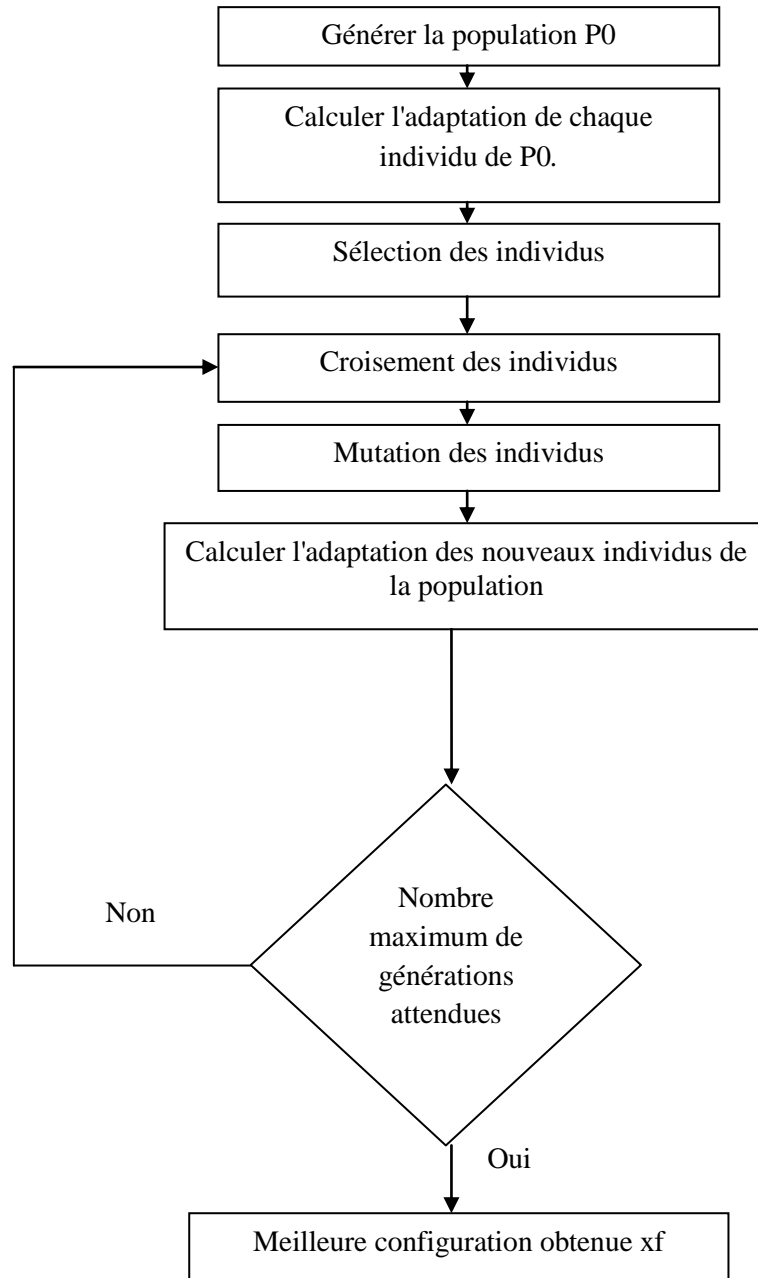 Générer la population P0
Calculer l'adaptation de chaque
individu de P0.
Sélection des individus
Croisement des individus
Mutation des individus
Calculer l'adaptation des nouveaux individus de
la population
Non
Nombre
maximum de
générations
attendues
Oui
Meilleure configuration obtenue xf